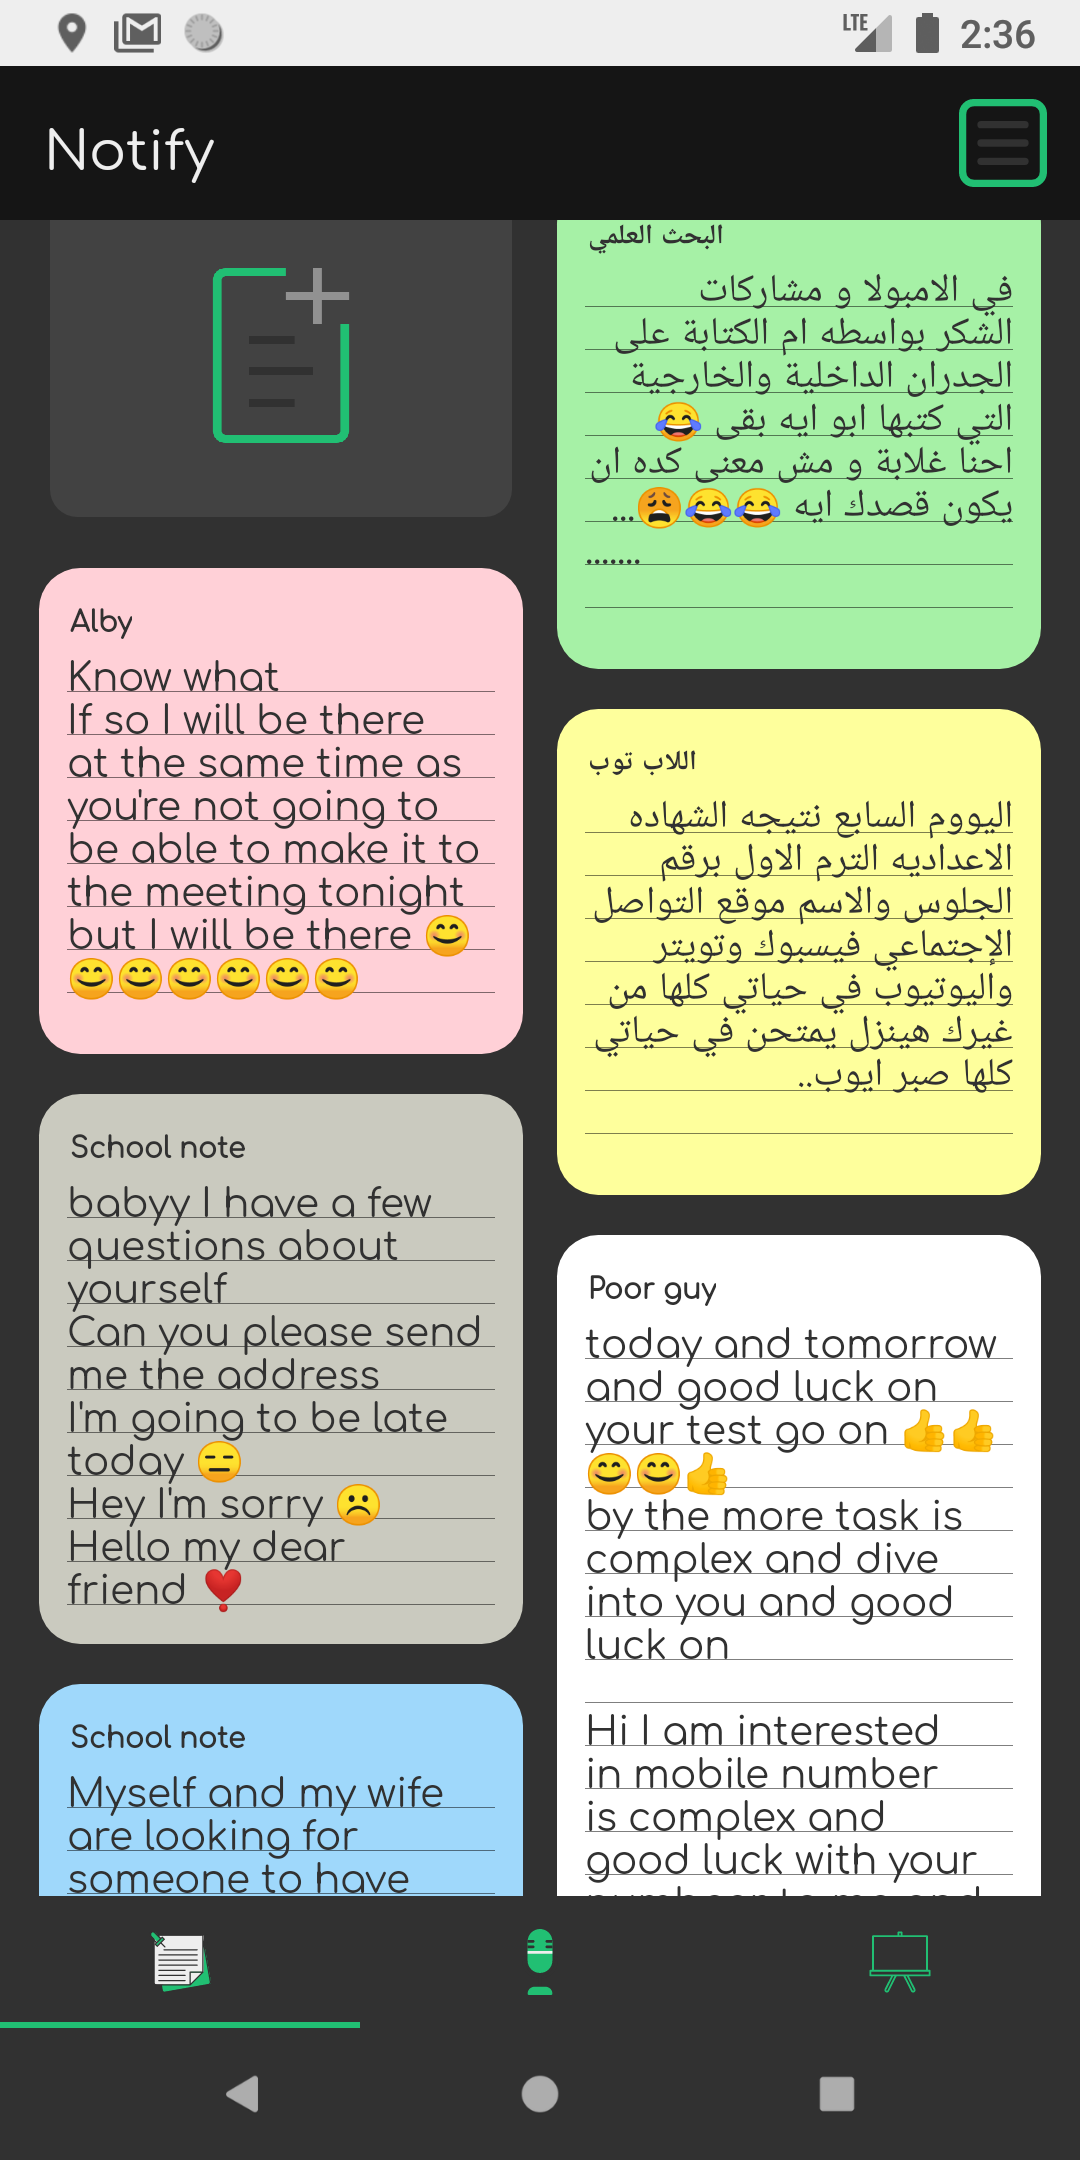 LTE 2:36
Notify
البحث العلمي
في الامبولا و مشاركات
الشكر بواسطه ام الكتابة على
الجدران الداخلية والخارجية
التي كتبها ابو ايه بقى 😂
احنا غلابة و مش معنى كده ان
يكون قصدك ايه 😂😂😩...
.......
Alby
Know what
If so I will be there
at the same time as
you're not going to
be able to make it to
the meeting tonight
but I will be there 😊
😊😊😊😊😊😊
اللاب توب
اليووم السابع نتيجه الشهاده
الاعداديه الترم الاول برقم
الجلوس والاسم موقع التواصل
الإجتماعي فيسبوك وتويتر
واليوتيوب في حياتي كلها من
غيرك هينزل يمتحن في حياتي
كلها صبر ايوب..
School note
babyy I have a few
questions about
yourself
Can you please send
me the address
I'm going to be late
today 😑
Hey I'm sorry ☹️
Hello my dear
friend ❣️
Poor guy
today and tomorrow
and good luck on
your test go on 👍👍
😊😊👍
by the more task is
complex and dive
into you and good
luck on
Hi I am interested
in mobile number
is complex and
good luck with your
School note
Myself and my wife
are looking for
someone to have